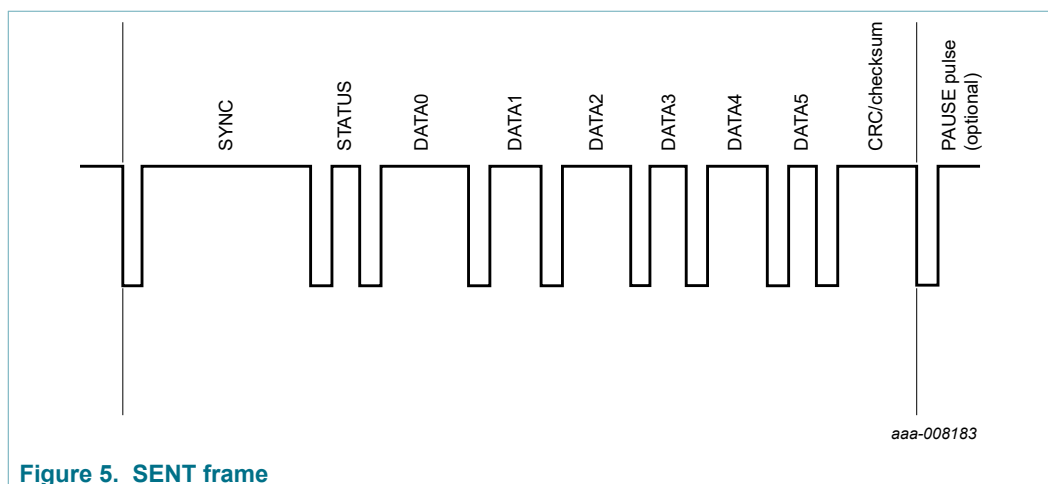 SYNC
STATUS
DATA0
DATA1
DATA2
DATA3
DATA4
DATA5
CRC/checksum
PAUSE pulse
(optional)
aaa-008183
Figure 5. SENT frame